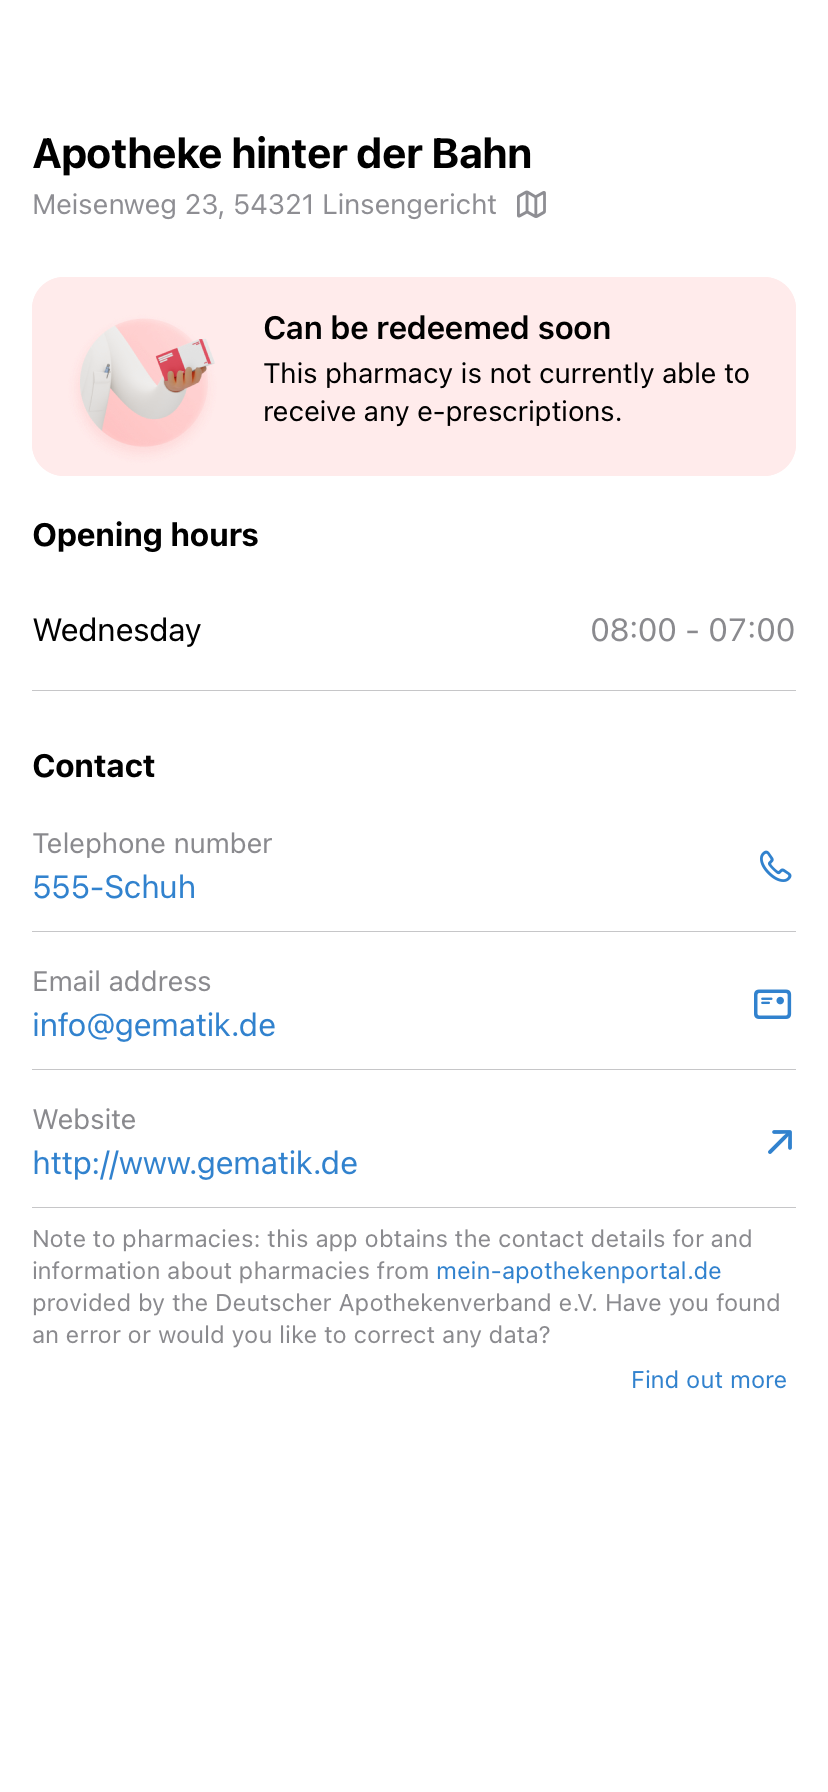 Apotheke hinter der Bahn
Meisenweg 23, 54321 Linsengericht
Can be redeemed soon
This pharmacy is not currently able to
receive any e-prescriptions.
Opening hours
Wednesday 08:00 - 07:00
Contact
Telephone number
555-Schuh
Email address
info@gematik.de
Website
http://www.gematik.de
Note to pharmacies: this app obtains the contact details for and
information about pharmacies from mein-apothekenportal.de
provided by the Deutscher Apothekenverband e.V. Have you found
an error or would you like to correct any data?
Find out more